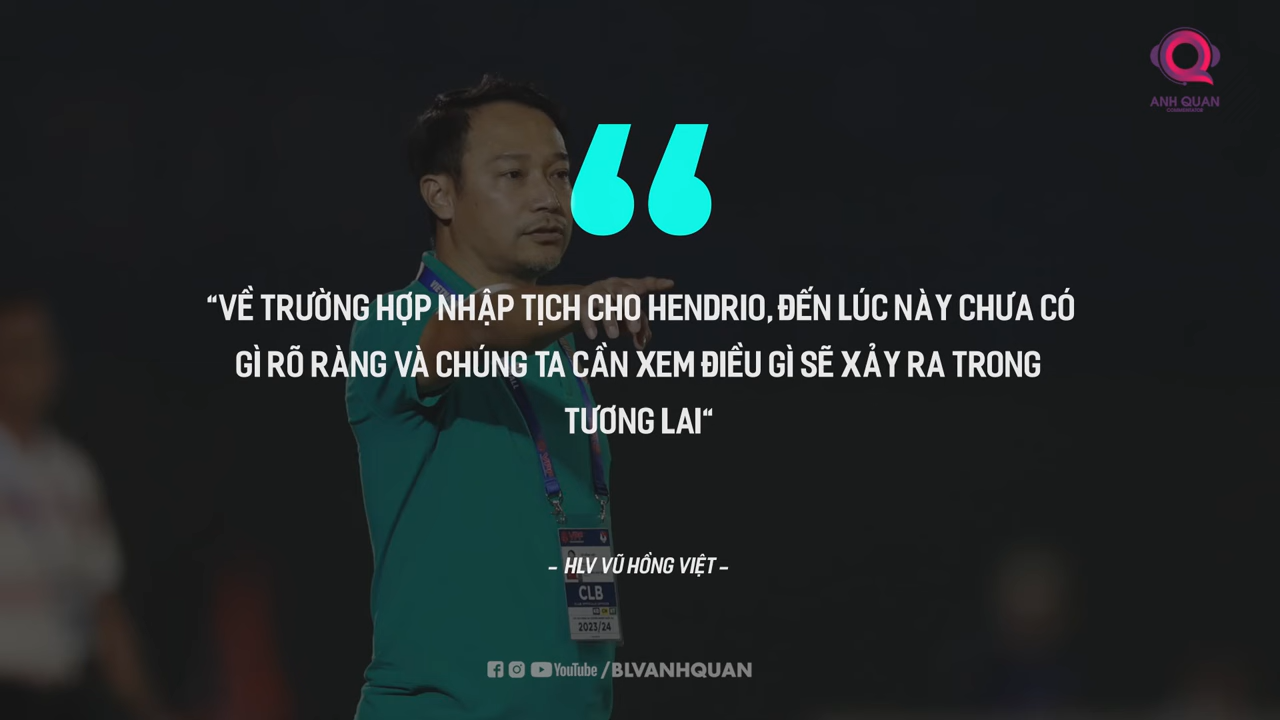 ANH QUAN
COMMENTATOR
“VỀ TRƯỜNG HỢP NHẬP TỊCH CHO HENDRIO, ĐẾN LÚC NÀY CHƯA CÓ
GÌ RÕ RÀNG VÀ CHÚNG TA CẦN XEM ĐIỀU GÌ SẼ XẢY RA TRONG
TƯƠNG LAI“
- HLV VŨ HỒNG VIỆT -
CLB
2023/24
YouTube /BLVANHQUAN